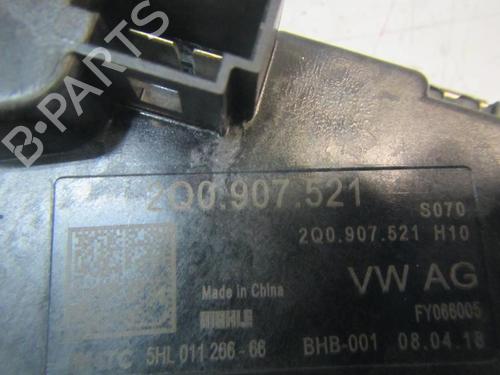 B-PARTS
2Q0.907.521
S070
2Q0.907.521 H10
VW AG
Made in China
MAHLE
FY066005
5HL 011 266-66 BHB-001 08.04.18